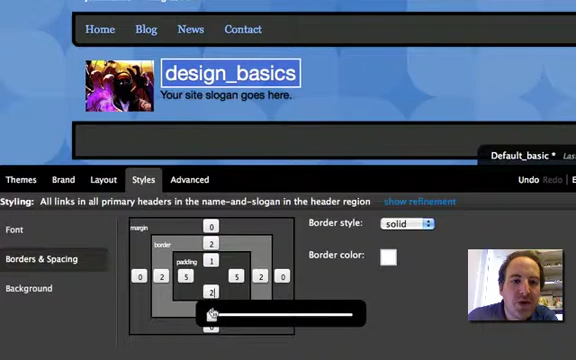 Home Blog News Contact
design_basics
Your site slogan goes here.
Default_basic *
Themes Brand Layout Styles Advanced Undo Redo
Styling: All links in all primary headers in the name-and-slogan in the header region show refinement
Font
Borders & Spacing
Background
margin 0
border 2
padding 1
0 2 5 5 2 0
2
Border style: solid
Border color: